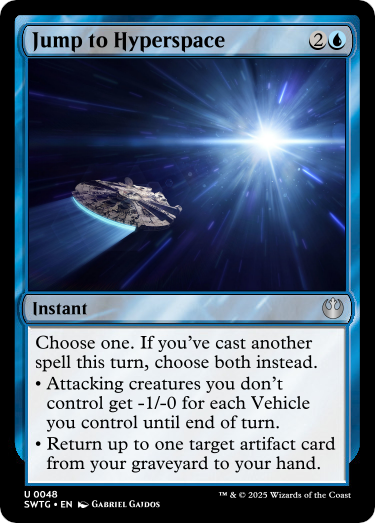 Jump to Hyperspace 2
Instant
Choose one. If you've cast another
spell this turn, choose both instead.
• Attacking creatures you don't
control get -1/-0 for each Vehicle
you control until end of turn.
• Return up to one target artifact card
from your graveyard to your hand.
U 0048
SWTG • EN Gabriel Gajdos ™ & © 2025 Wizards of the Coast